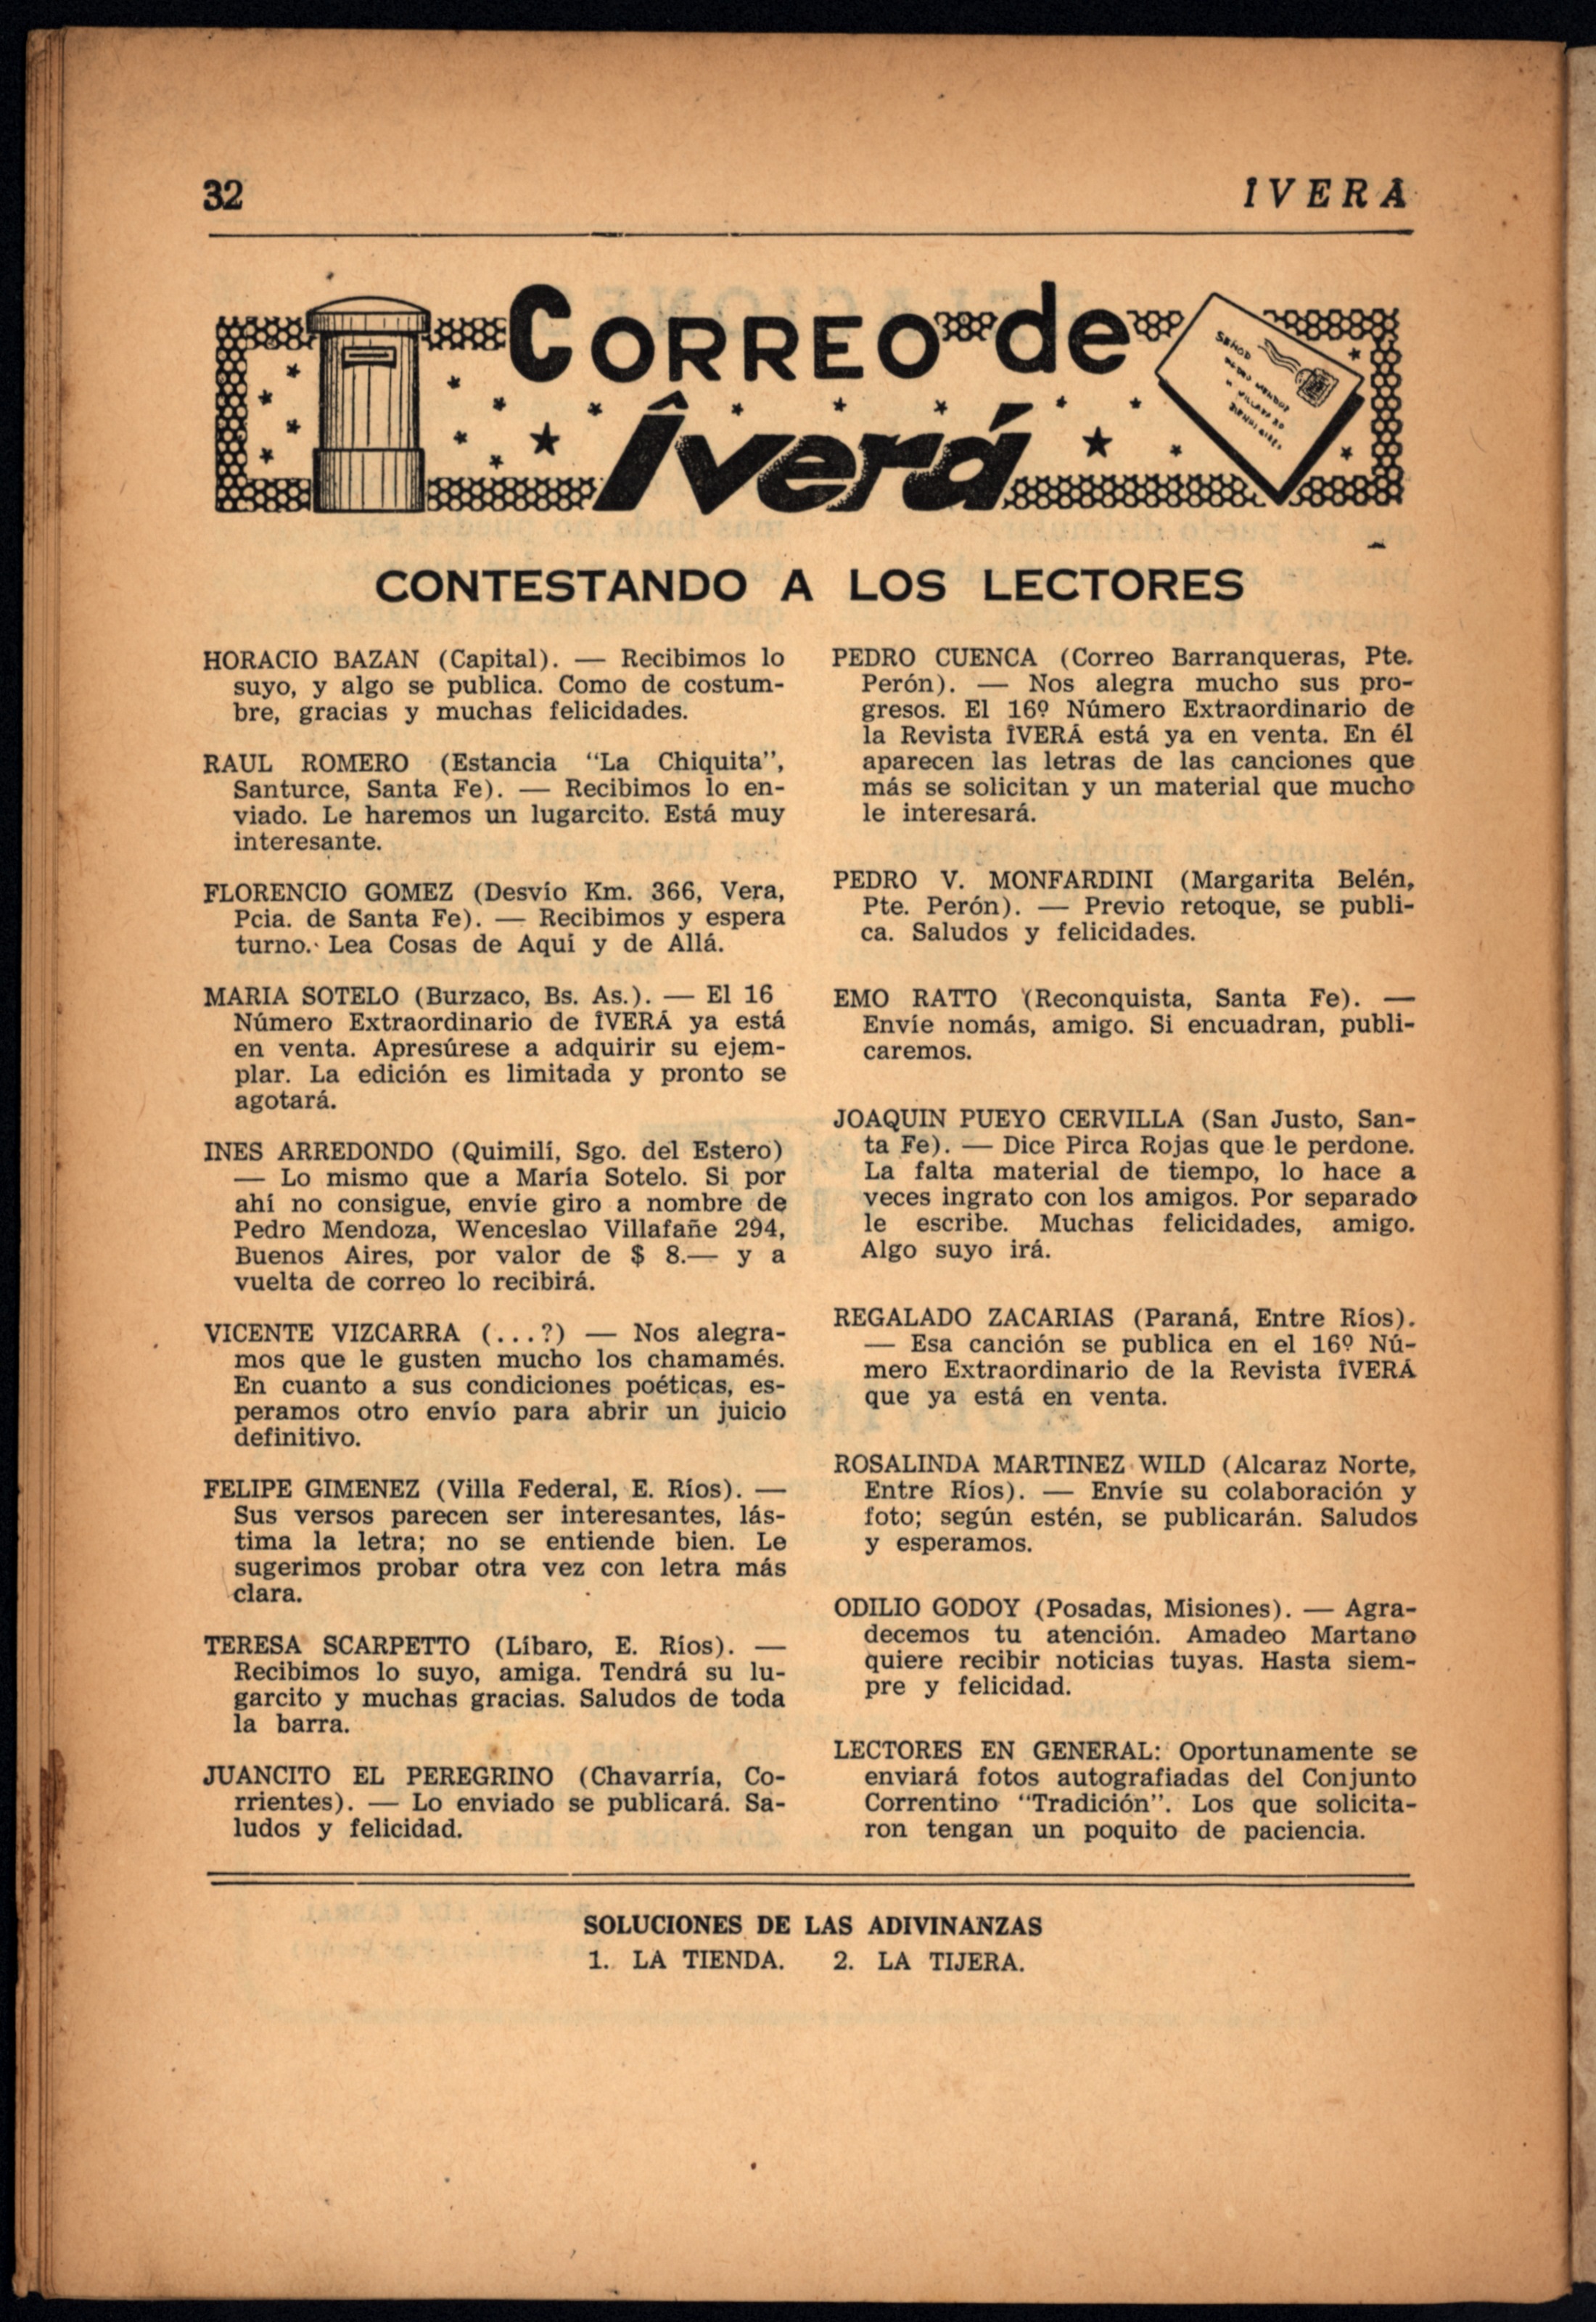 32
ÎVERÁ
CORREO de
Îverá
SEÑOR
CONTESTANDO A LOS LECTORES
HORACIO BAZAN (Capital). — Recibimos lo
suyo, y algo se publica. Como de costum-
bre, gracias y muchas felicidades.
RAUL ROMERO (Estancia “La Chiquita”,
Santurce, Santa Fe). — Recibimos lo en-
viado. Le haremos un lugarcito. Está muy
interesante.
FLORENCIO GOMEZ (Desvío Km. 366, Vera,
Pcia. de Santa Fe). — Recibimos y espera
turno. Lea Cosas de Aquí y de Allá.
MARIA SOTELO (Burzaco, Bs. As.). — El 16
Número Extraordinario de ÎVERÁ ya está
en venta. Apresúrese a adquirir su ejem-
plar. La edición es limitada y pronto se
agotará.
INES ARREDONDO (Quimilí, Sgo. del Estero)
— Lo mismo que a María Sotelo. Si por
ahí no consigue, envíe giro a nombre de
Pedro Mendoza, Wenceslao Villafañe 294,
Buenos Aires, por valor de $ 8.— y a
vuelta de correo lo recibirá.
VICENTE VIZCARRA (...?) — Nos alegra-
mos que le gusten mucho los chamamés.
En cuanto a sus condiciones poéticas, es-
peramos otro envío para abrir un juicio
definitivo.
FELIPE GIMENEZ (Villa Federal, E. Ríos). —
Sus versos parecen ser interesantes, lás-
tima la letra; no se entiende bien. Le
sugerimos probar otra vez con letra más
clara.
TERESA SCARPETTO (Líbaro, E. Ríos). —
Recibimos lo suyo, amiga. Tendrá su lu-
garcito y muchas gracias. Saludos de toda
la barra.
JUANCITO EL PEREGRINO (Chavarría, Co-
rrientes). — Lo enviado se publicará. Sa-
ludos y felicidad.
PEDRO CUENCA (Correo Barranqueras, Pte.
Perón). — Nos alegra mucho sus pro-
gresos. El 16º Número Extraordinario de
la Revista ÎVERÁ está ya en venta. En él
aparecen las letras de las canciones que
más se solicitan y un material que mucho
le interesará.
PEDRO V. MONFARDINI (Margarita Belén,
Pte. Perón). — Previo retoque, se publi-
ca. Saludos y felicidades.
EMO RATTO (Reconquista, Santa Fe). —
Envíe nomás, amigo. Si encuadran, publi-
caremos.
JOAQUIN PUEYO CERVILLA (San Justo, San-
ta Fe). — Dice Pirca Rojas que le perdone.
La falta material de tiempo, lo hace a
veces ingrato con los amigos. Por separado
le escribe. Muchas felicidades, amigo.
Algo suyo irá.
REGALADO ZACARIAS (Paraná, Entre Ríos).
— Esa canción se publica en el 16º Nú-
mero Extraordinario de la Revista ÎVERÁ
que ya está en venta.
ROSALINDA MARTINEZ WILD (Alcaraz Norte,
Entre Ríos). — Envíe su colaboración y
foto; según estén, se publicarán. Saludos
y esperamos.
ODILIO GODOY (Posadas, Misiones). — Agra-
decemos tu atención. Amadeo Martano
quiere recibir noticias tuyas. Hasta siem-
pre y felicidad.
LECTORES EN GENERAL: Oportunamente se
enviará fotos autografiadas del Conjunto
Correntino “Tradición”. Los que solicita-
ron tengan un poquito de paciencia.
SOLUCIONES DE LAS ADIVINANZAS
1. LA TIENDA. 2. LA TIJERA.